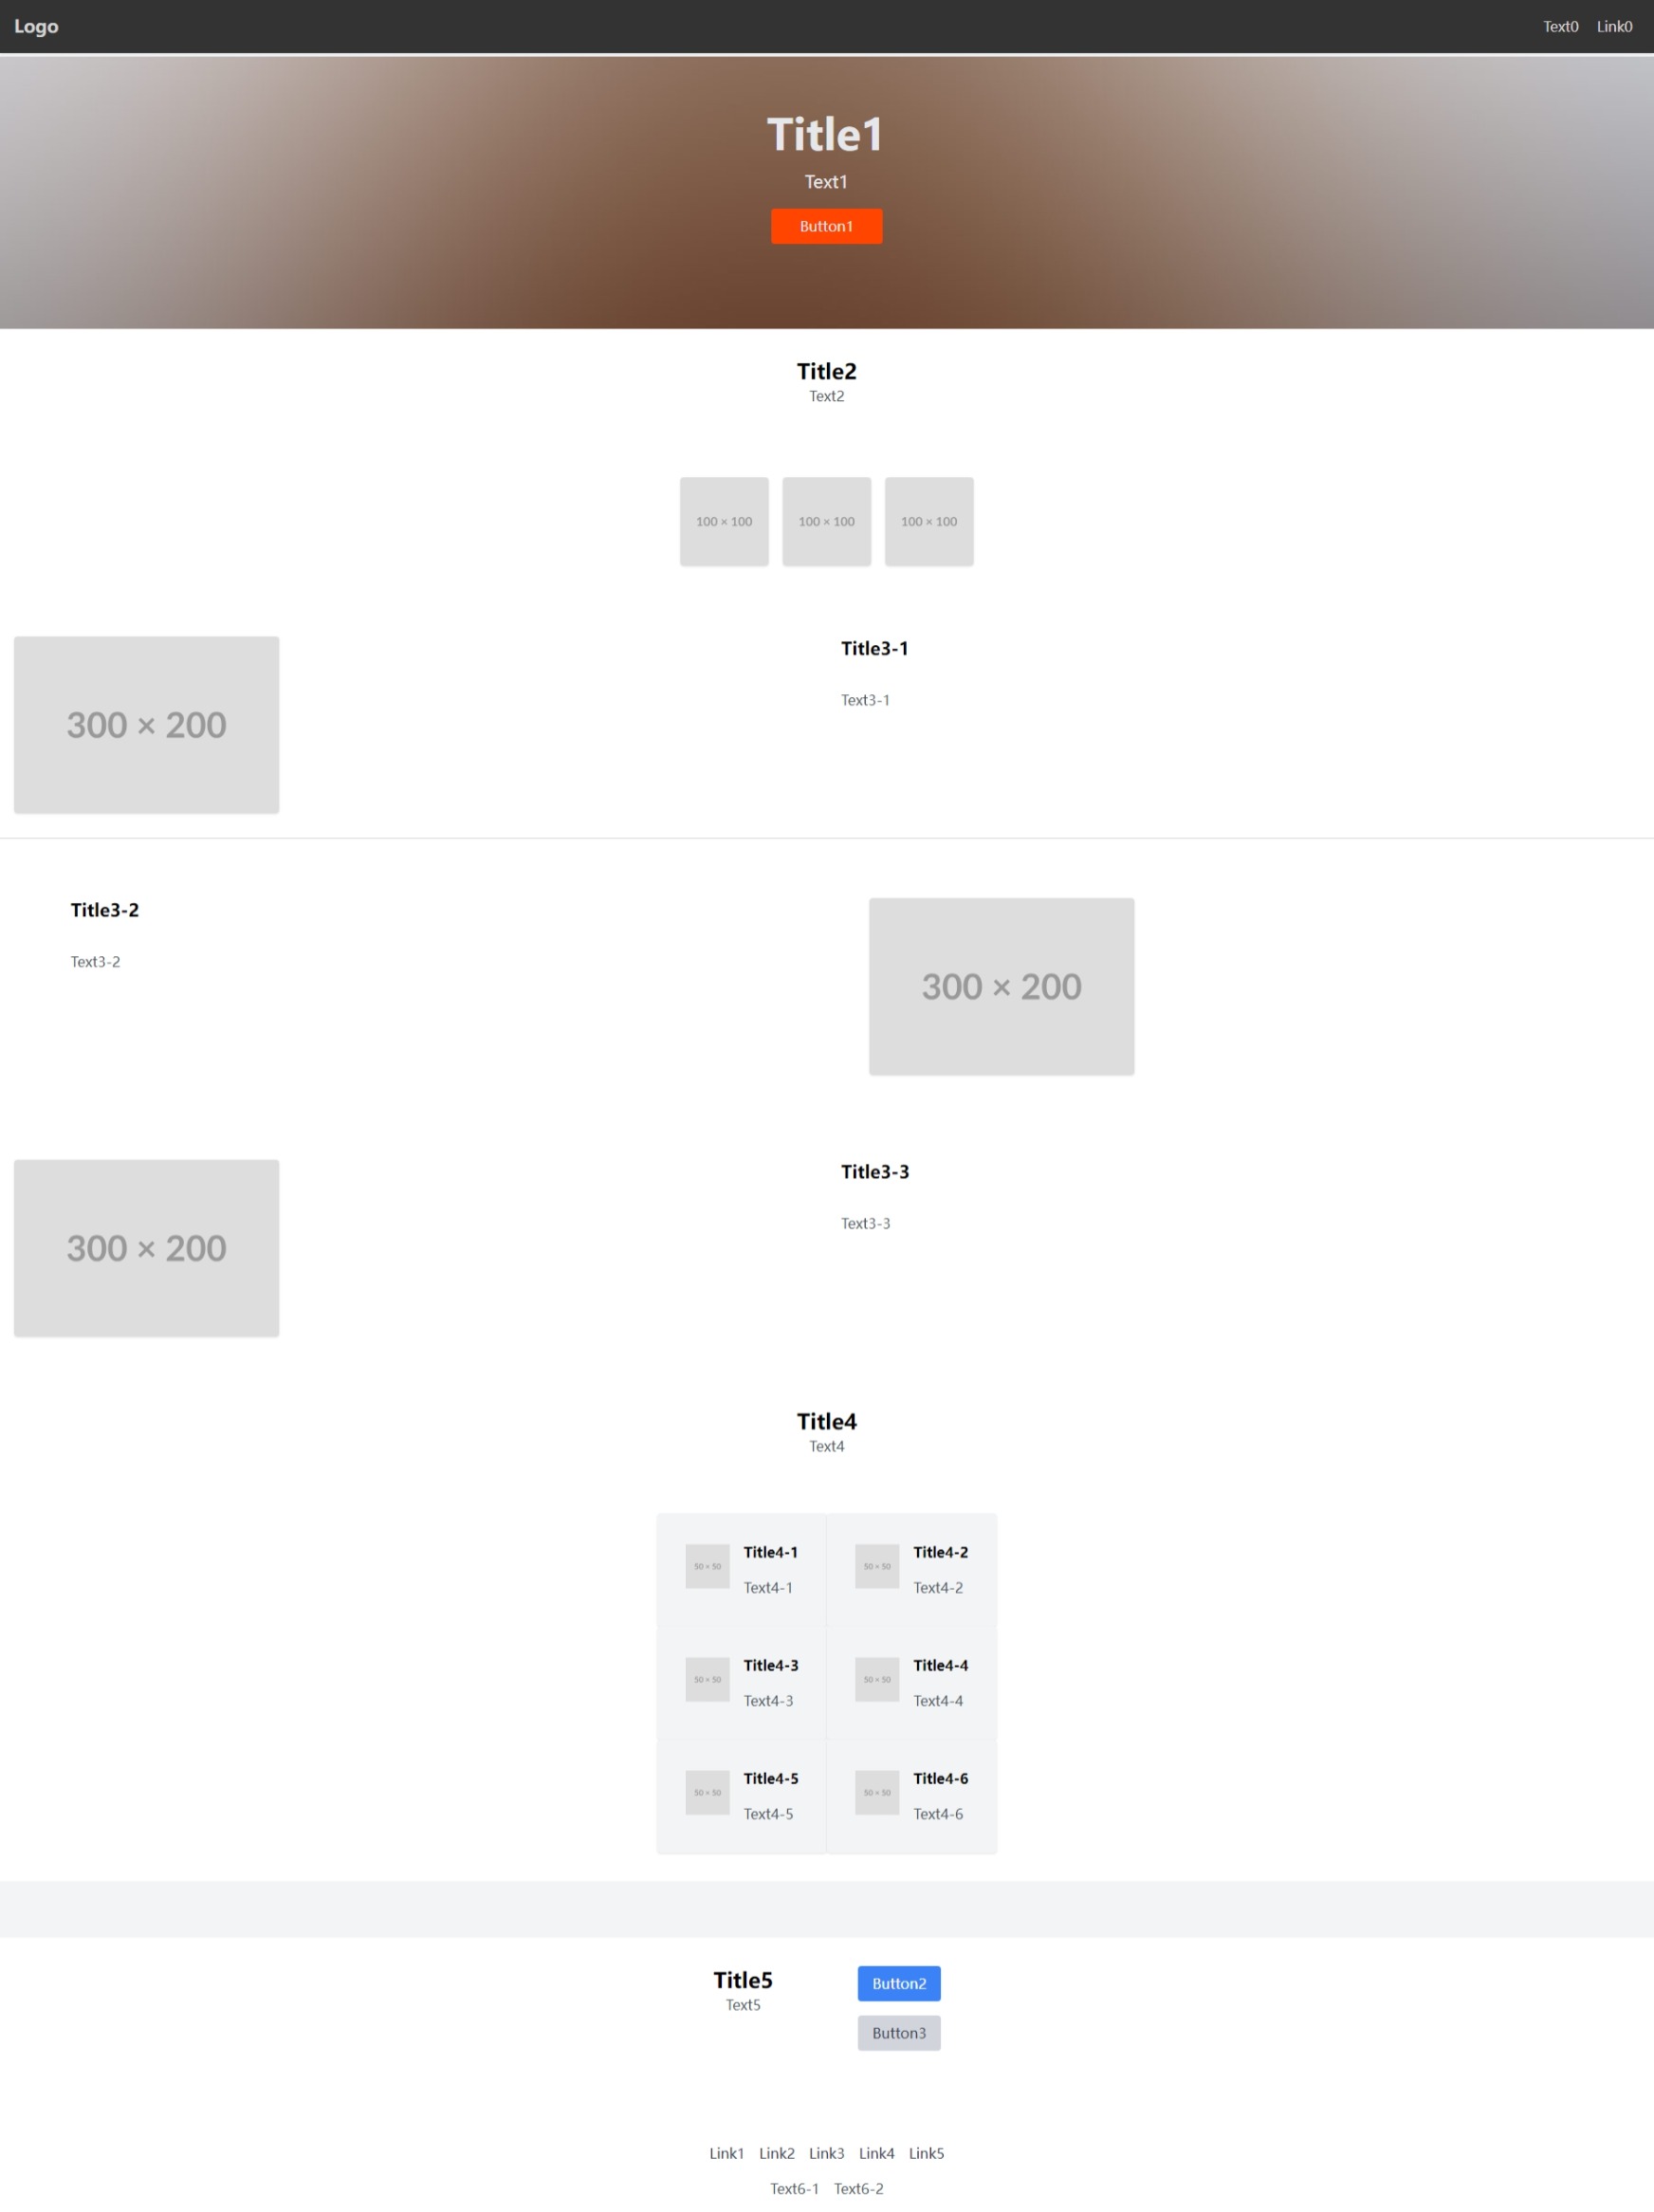 Logo
Text0 Link0
Title1
Text1
Button1
Title2
Text2
100 × 100 100 × 100 100 × 100
300 × 200
Title3-1
Text3-1
Title3-2
Text3-2
300 × 200
300 × 200
Title3-3
Text3-3
Title4
Text4
50 × 50
Title4-1
Text4-1
50 × 50
Title4-2
Text4-2
50 × 50
Title4-3
Text4-3
50 × 50
Title4-4
Text4-4
50 × 50
Title4-5
Text4-5
50 × 50
Title4-6
Text4-6
Title5
Text5
Button2
Button3
Link1 Link2 Link3 Link4 Link5
Text6-1 Text6-2